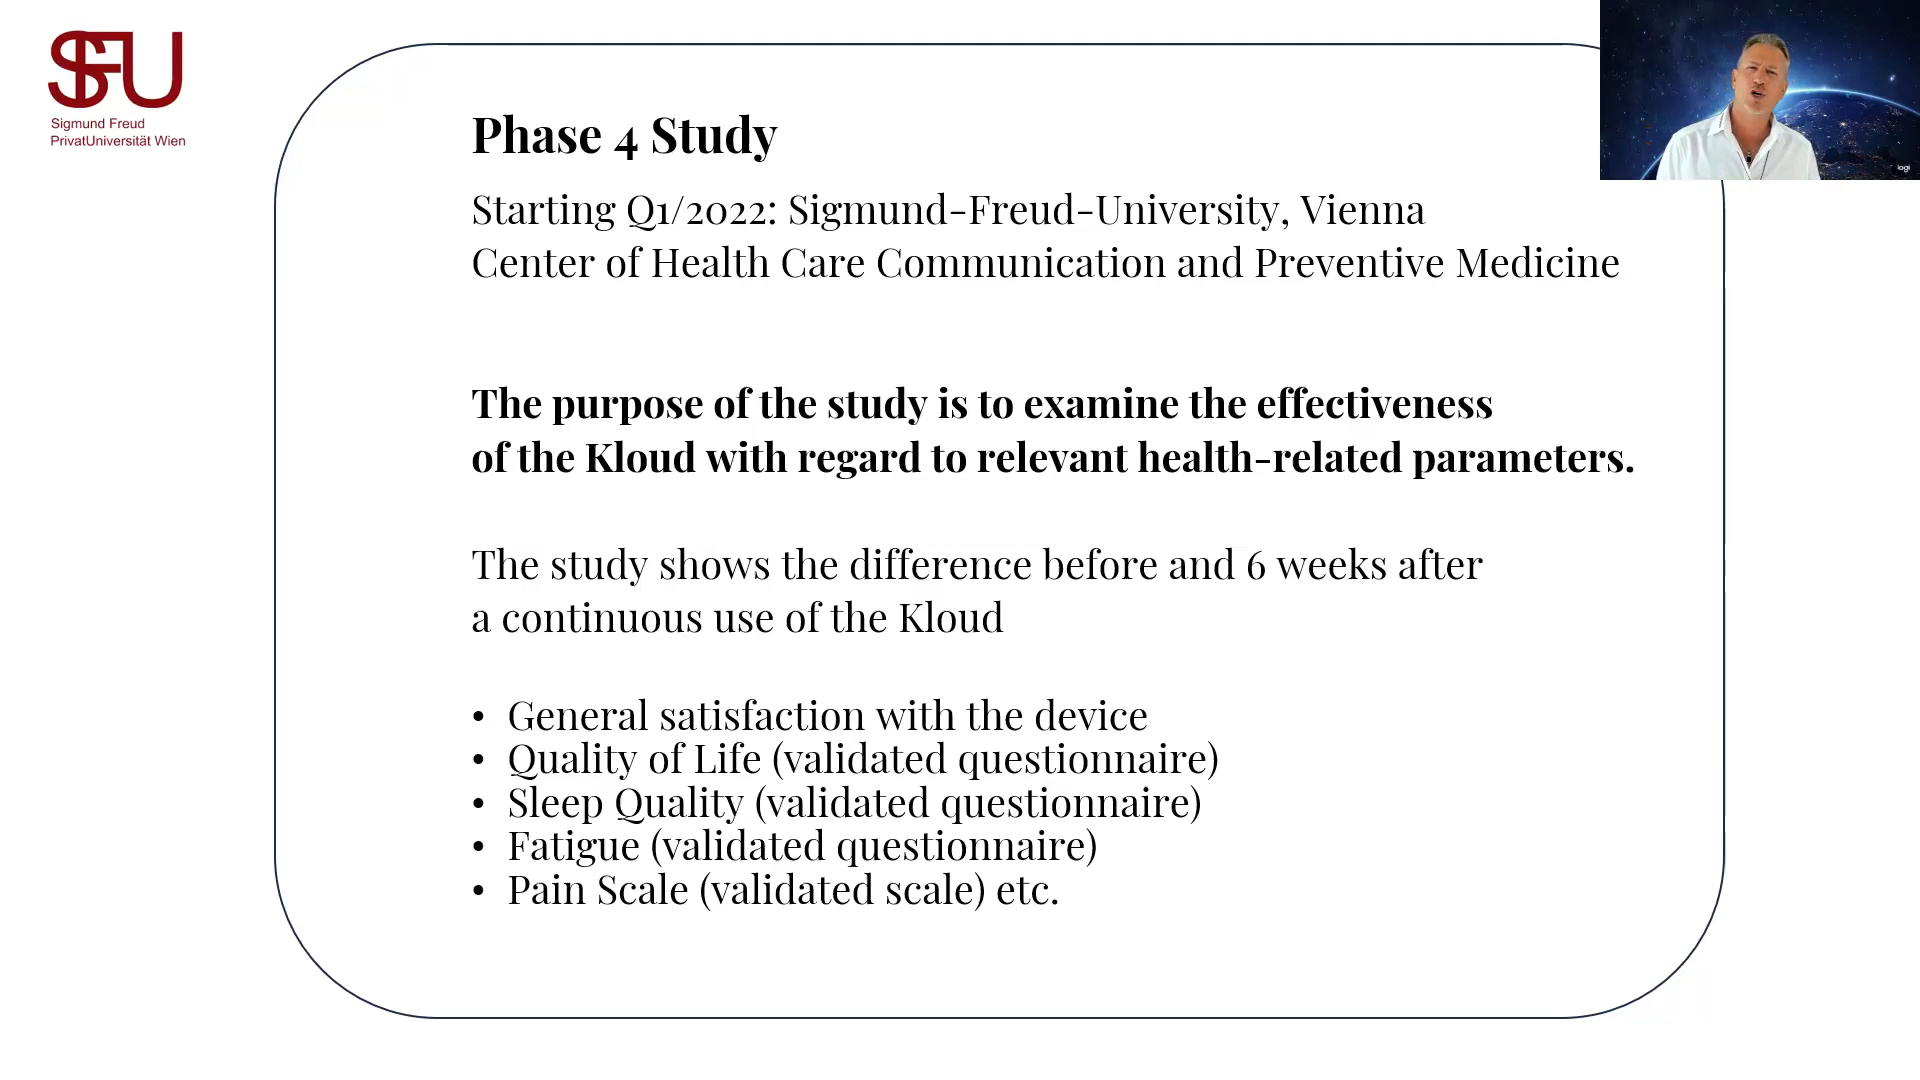 SFU
Sigmund Freud
PrivatUniversität Wien
Phase 4 Study
Starting Q1/2022: Sigmund-Freud-University, Vienna
Center of Health Care Communication and Preventive Medicine
The purpose of the study is to examine the effectiveness
of the Kloud with regard to relevant health-related parameters.
The study shows the difference before and 6 weeks after
a continuous use of the Kloud
• General satisfaction with the device
• Quality of Life (validated questionnaire)
• Sleep Quality (validated questionnaire)
• Fatigue (validated questionnaire)
• Pain Scale (validated scale) etc.
logi